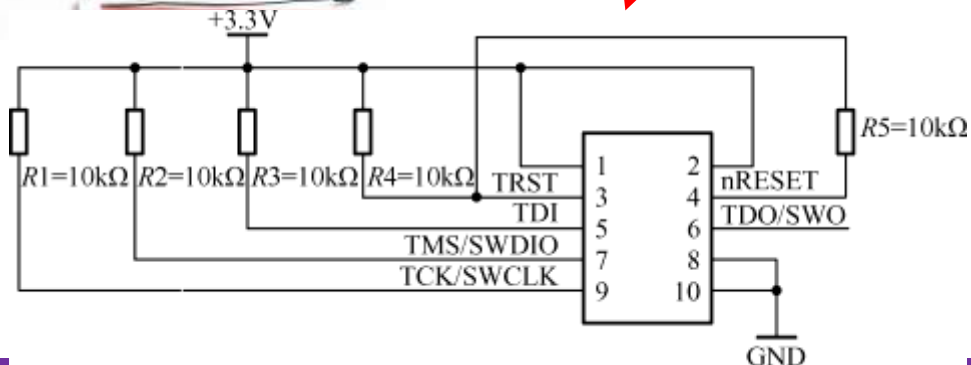 +3.3V
R1=10kΩ R2=10kΩ R3=10kΩ R4=10kΩ
R5=10kΩ
TRST 1 2 nRESET
TDI 3 4 TDO/SWO
TMS/SWDIO 5 6
TCK/SWCLK 7 8
9 10
GND